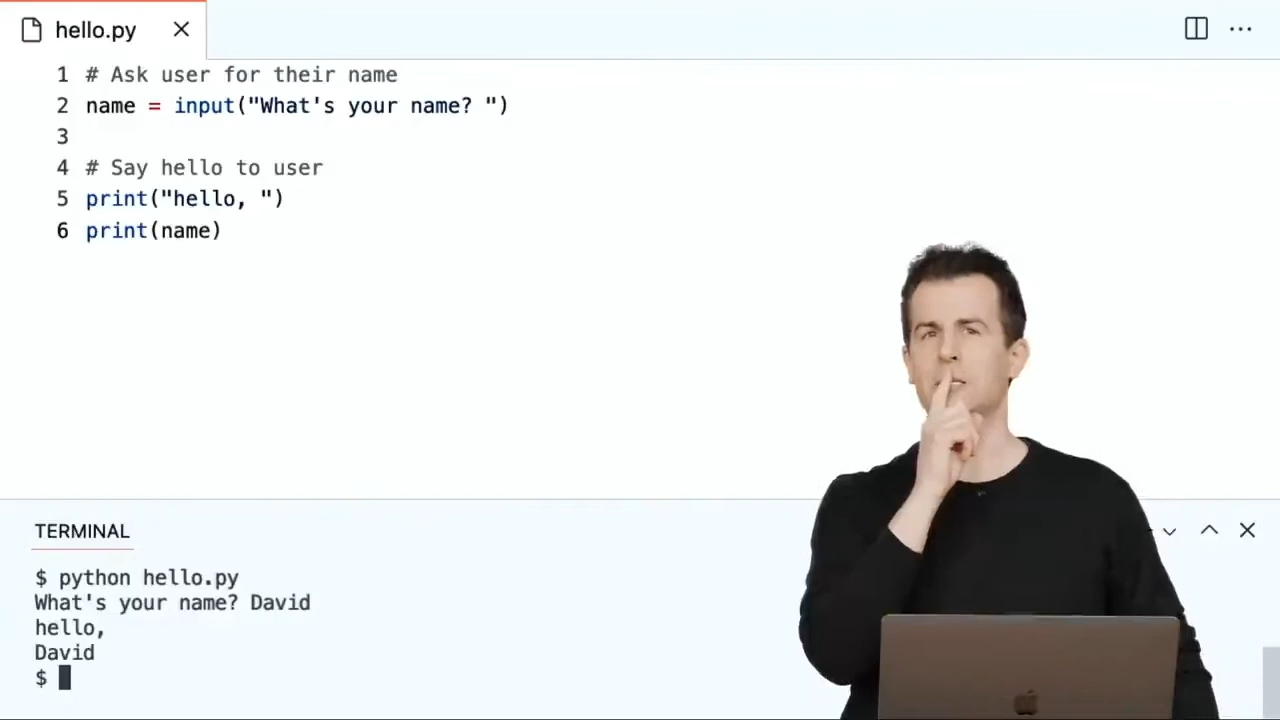 hello.py
1 # Ask user for their name
2 name = input("What's your name? ")
3
4 # Say hello to user
5 print("hello, ")
6 print(name)
TERMINAL
$ python hello.py
What's your name? David
hello,
David
$